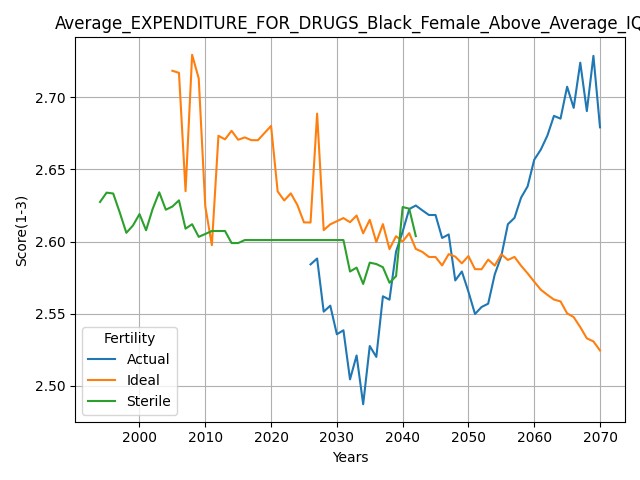 Average_EXPENDITURE_FOR_DRUGS_Black_Female_Above_Average_IQ
2.70
2.65
2.60
2.55
2.50
Score(1-3)
Fertility
Actual
Ideal
Sterile
2000 2010 2020 2030 2040 2050 2060 2070
Years